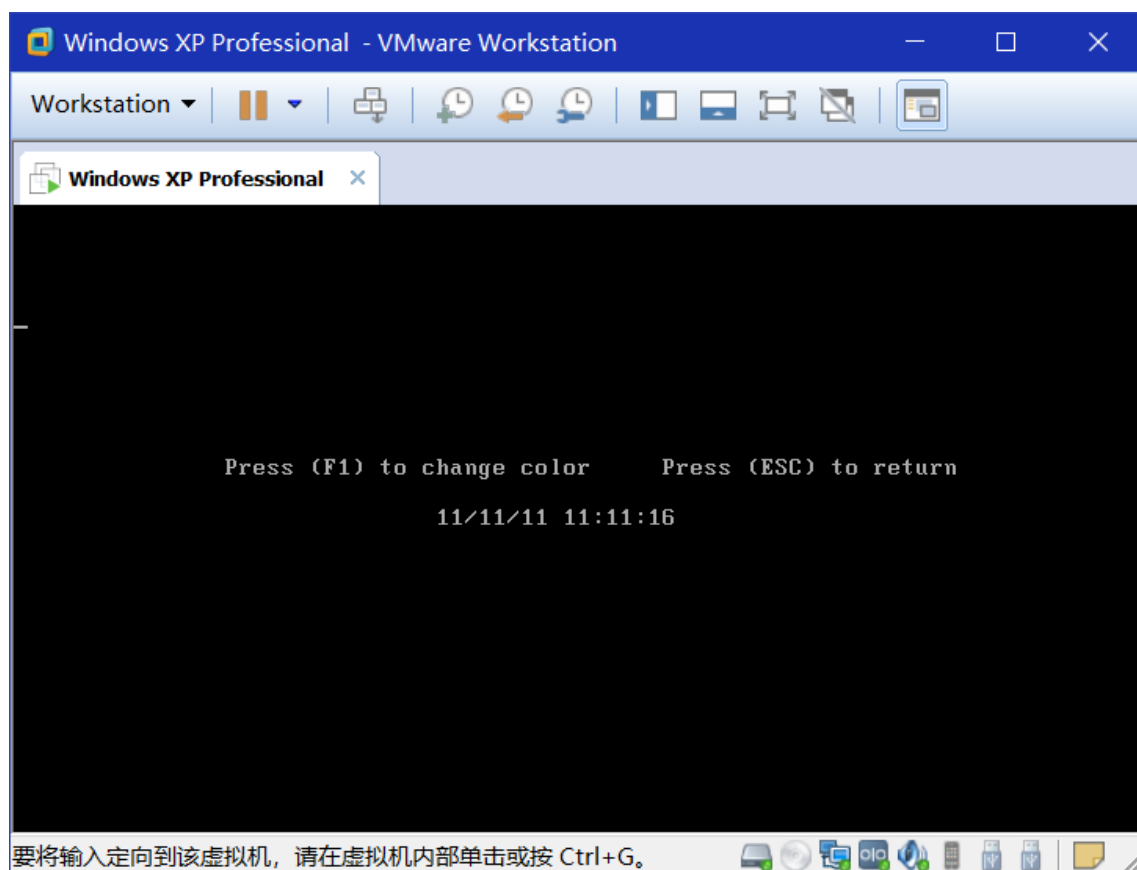 Windows XP Professional - VMware Workstation
Workstation
Windows XP Professional
Press (F1) to change color Press (ESC) to return
11/11/11 11:11:16
要将输入定向到该虚拟机，请在虚拟机内部单击或按 Ctrl+G。